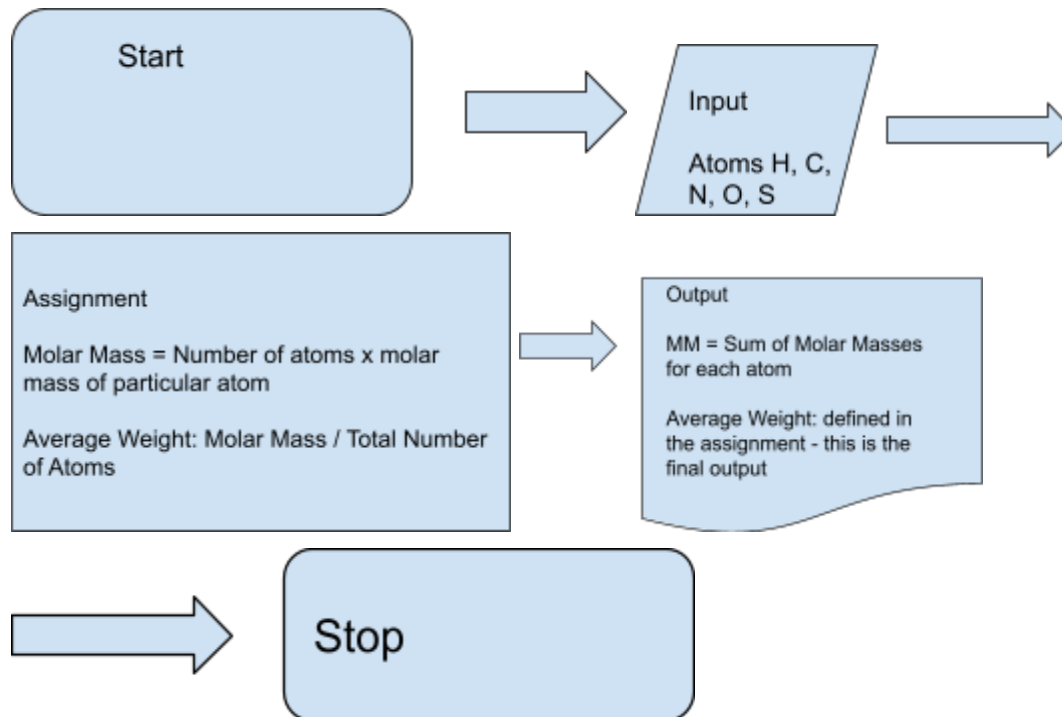 Start
Input
Atoms H, C,
N, O, S
Assignment
Molar Mass = Number of atoms x molar
mass of particular atom
Average Weight: Molar Mass / Total Number
of Atoms
Output
MM = Sum of Molar Masses
for each atom
Average Weight: defined in
the assignment - this is the
final output
Stop